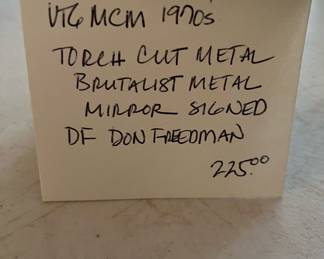 VTG MCM 1970s
TORCH CUT METAL
BRUTALIST METAL
MIRROR SIGNED
DF DON FREEDMAN
225.00